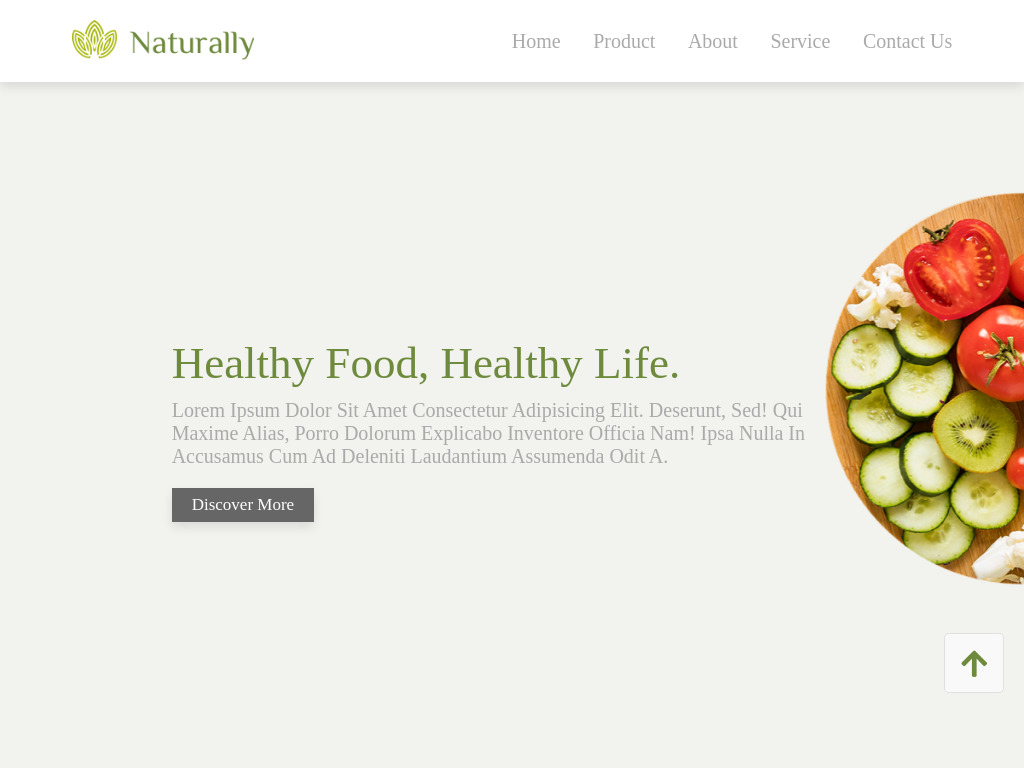 Naturally
Home Product About Service Contact Us
Healthy Food, Healthy Life.
Lorem Ipsum Dolor Sit Amet Consectetur Adipisicing Elit. Deserunt, Sed! Qui
Maxime Alias, Porro Dolorum Explicabo Inventore Officia Nam! Ipsa Nulla In
Accusamus Cum Ad Deleniti Laudantium Assumenda Odit A.
Discover More